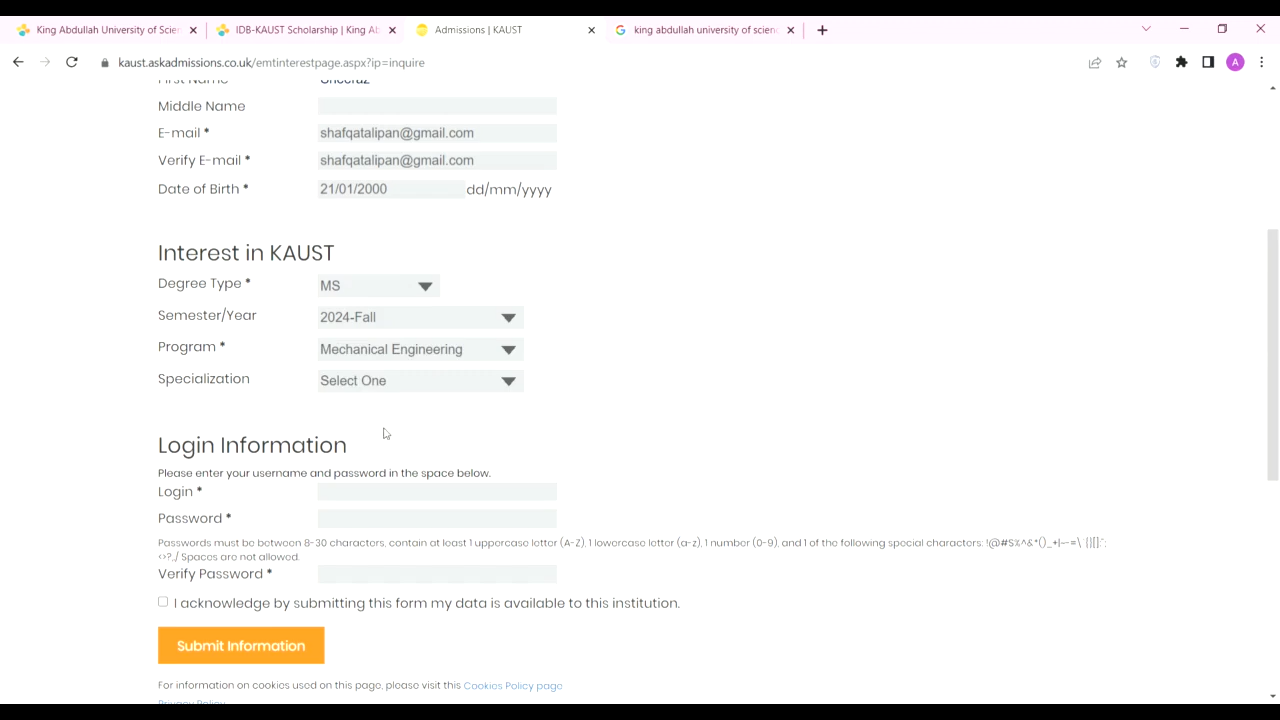 King Abdullah University of Scien
IDB-KAUST Scholarship | King Ab
Admissions | KAUST
king abdullah university of scienc
kaust.askadmissions.co.uk/emtinterestpage.aspx?ip=inquire
A
First Name
Middle Name
E-mail *
shafqatalipan@gmail.com
Verify E-mail *
shafqatalipan@gmail.com
Date of Birth *
21/01/2000
dd/mm/yyyy
Interest in KAUST
Degree Type *
MS
Semester/Year
2024-Fall
Program *
Mechanical Engineering
Specialization
Select One
Login Information
Please enter your username and password in the space below.
Login *
Password *
Passwords must be between 8-30 characters, contain at least 1 uppercase letter (A-Z), 1 lowercase letter (a-z), 1 number (0-9), and 1 of the following special characters:
<>?,./ Spaces are not allowed.
Verify Password *
I acknowledge by submitting this form my data is available to this institution.
Submit Information
For information on cookies used on this page, please visit this Cookies Policy page
Privacy Policy